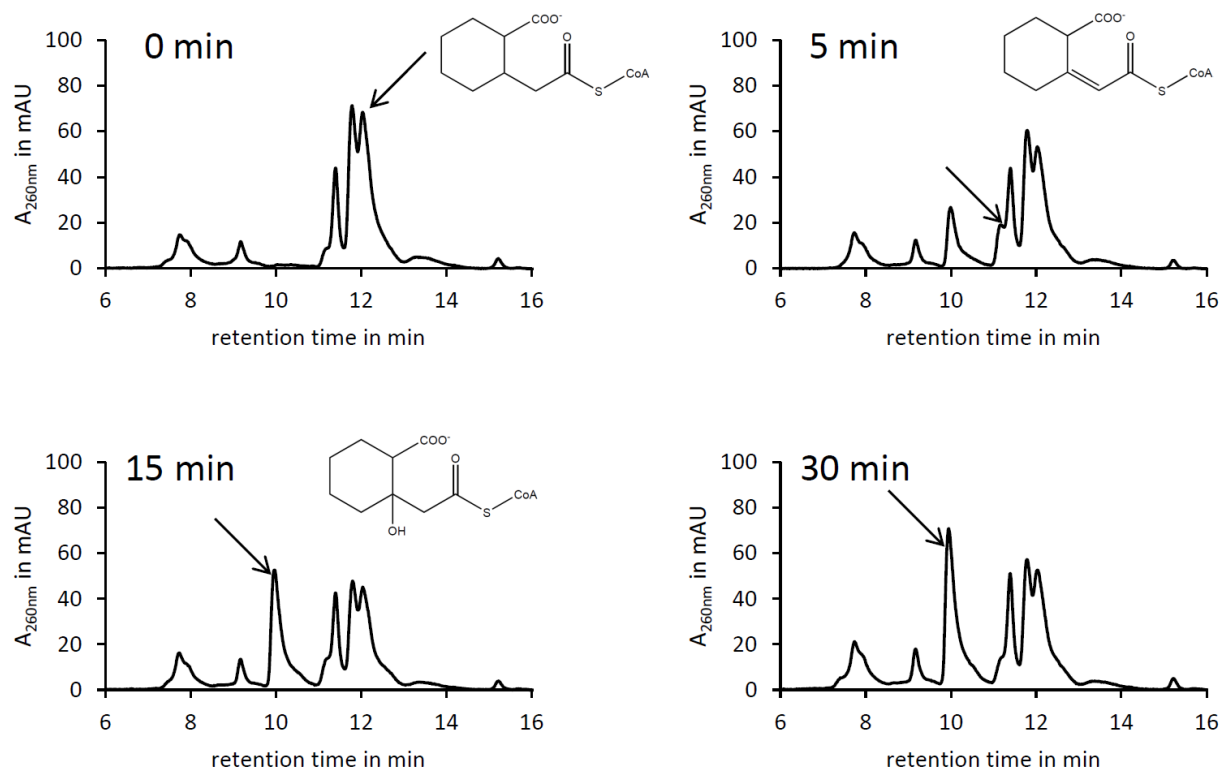 0 min
COO-
O
S
CoA
100
80
60
40
20
0
A260nm in mAU
6 8 10 12 14 16
retention time in min
5 min
COO-
O
S
CoA
100
80
60
40
20
0
A260nm in mAU
6 8 10 12 14 16
retention time in min
15 min
COO-
O
S
CoA
OH
100
80
60
40
20
0
A260nm in mAU
6 8 10 12 14 16
retention time in min
30 min
100
80
60
40
20
0
A260nm in mAU
6 8 10 12 14 16
retention time in min